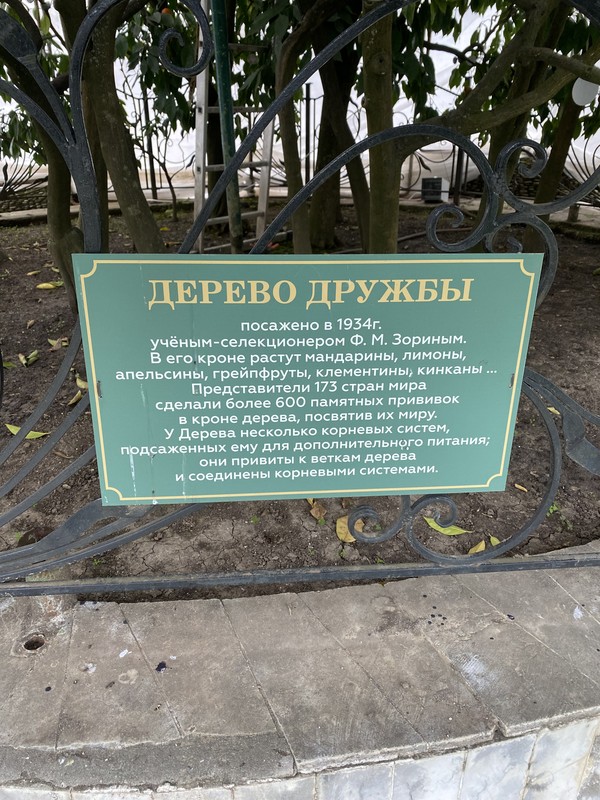 ДЕРЕВО ДРУЖБЫ
посажено в 1934г.
учёным-селекционером Ф. М. Зориным.
В его кроне растут мандарины, лимоны,
апельсины, грейпфруты, клементины, кинканы ...
Представители 173 стран мира
сделали более 600 памятных прививок
в кроне дерева, посвятив их миру.
У Дерева несколько корневых систем,
подсаженных ему для дополнительного питания;
они привиты к веткам дерева
и соединены корневыми системами.